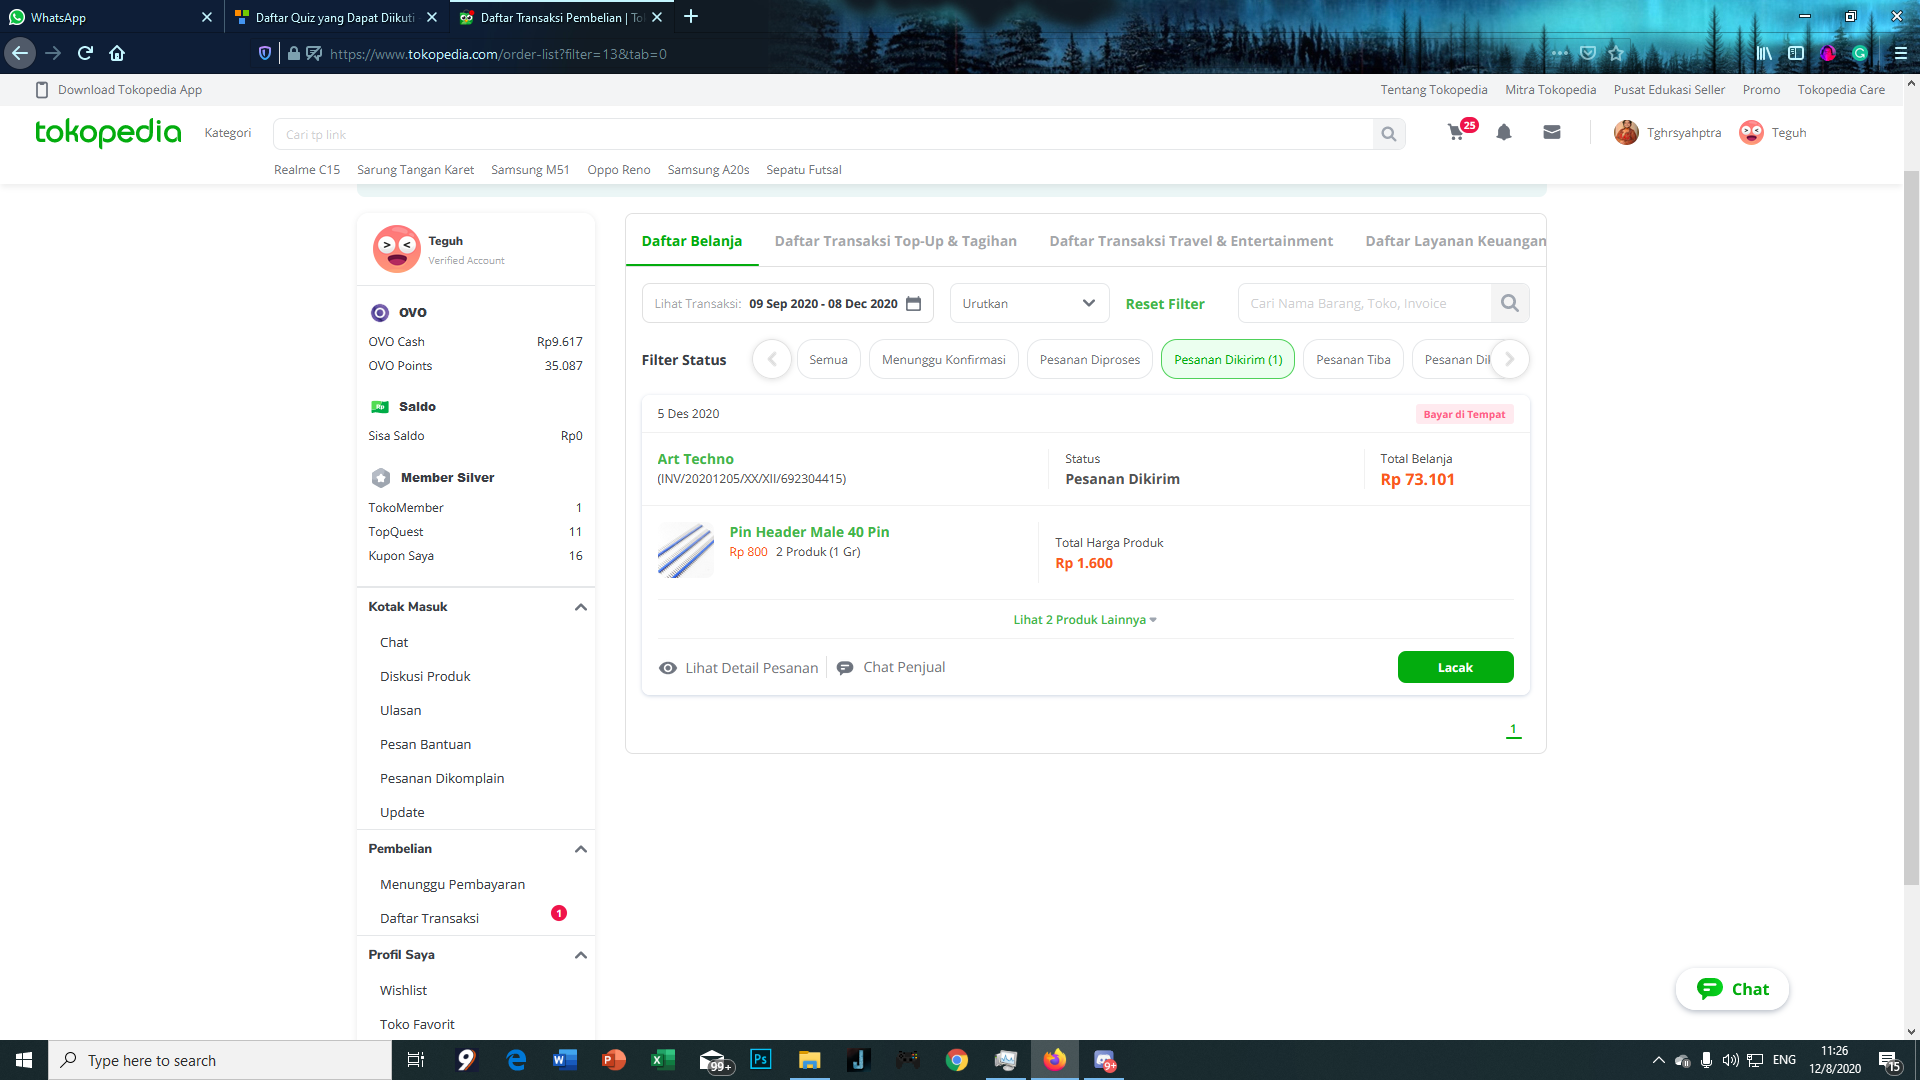 WhatsApp
Daftar Quiz yang Dapat Diikuti
Daftar Transaksi Pembelian | To
https://www.tokopedia.com/order-list?filter=13&tab=0
Download Tokopedia App
Tentang Tokopedia
Mitra Tokopedia
Pusat Edukasi Seller
Promo
Tokopedia Care
tokopedia
Kategori
Cari tp link
25
Tghrsyahptra
Teguh
Realme C15
Sarung Tangan Karet
Samsung M51
Oppo Reno
Samsung A20s
Sepatu Futsal
Teguh
Verified Account
OVO
OVO Cash Rp9.617
OVO Points 35.087
Saldo
Sisa Saldo Rp0
Member Silver
TokoMember 1
TopQuest 11
Kupon Saya 16
Kotak Masuk
Chat
Diskusi Produk
Ulasan
Pesan Bantuan
Pesanan Dikomplain
Update
Pembelian
Menunggu Pembayaran
Daftar Transaksi 1
Profil Saya
Wishlist
Toko Favorit
Daftar Belanja
Daftar Transaksi Top-Up & Tagihan
Daftar Transaksi Travel & Entertainment
Daftar Layanan Keuangan
Lihat Transaksi: 09 Sep 2020 - 08 Dec 2020
Urutkan
Reset Filter
Cari Nama Barang, Toko, Invoice
Filter Status
Semua
Menunggu Konfirmasi
Pesanan Diproses
Pesanan Dikirim (1)
Pesanan Tiba
Pesanan Dik
5 Des 2020
Bayar di Tempat
Art Techno
(INV/20201205/XX/XII/692304415)
Status
Pesanan Dikirim
Total Belanja
Rp 73.101
Pin Header Male 40 Pin
Rp 800 2 Produk (1 Gr)
Total Harga Produk
Rp 1.600
Lihat 2 Produk Lainnya
Lihat Detail Pesanan
Chat Penjual
Lacak
1
Chat
Type here to search
99+
Ps
9+
ENG
11:26
12/8/2020
15